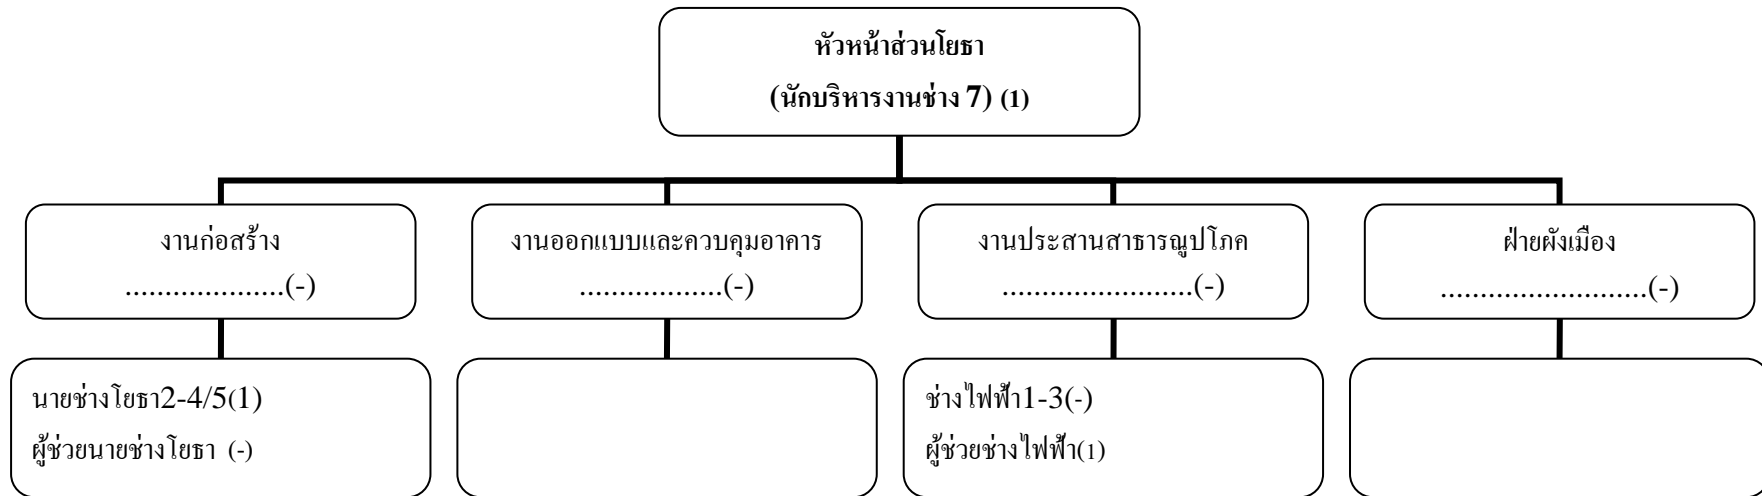 หัวหน้าส่วนโยธา
(นักบริหารงานช่าง 7) (1)
งานก่อสร้าง
....................(-)
งานออกแบบและควบคุมอาคาร
..................(-)
งานประสานสาธารณูปโภค
........................(-)
ฝ่ายผังเมือง
..........................(-)
นายช่างโยธา2-4/5(1)
ผู้ช่วยนายช่างโยธา (-)
ช่างไฟฟ้า1-3(-)
ผู้ช่วยช่างไฟฟ้า(1)